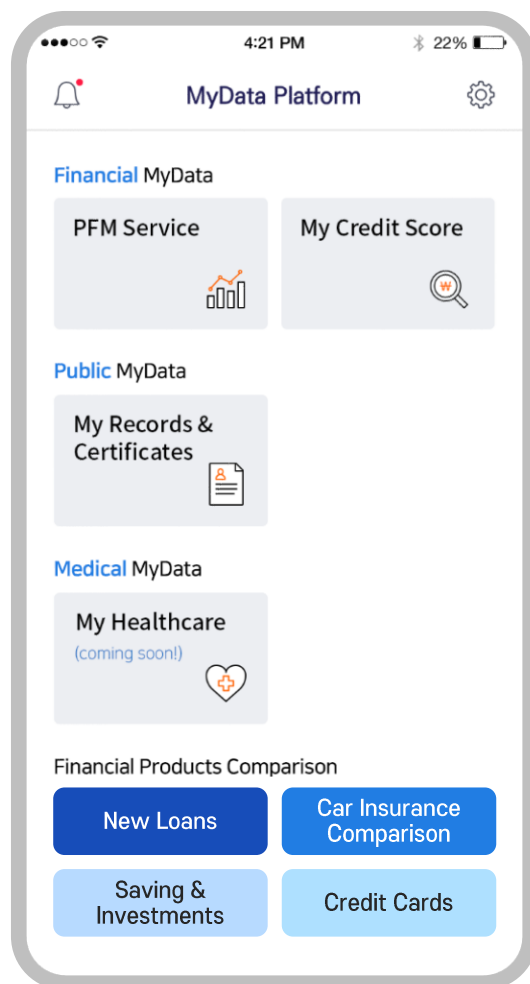 4:21 PM
22%
MyData Platform
Financial MyData
PFM Service
My Credit Score
₩
Public MyData
My Records &
Certificates
Medical MyData
My Healthcare
(coming soon!)
Financial Products Comparison
New Loans
Car Insurance
Comparison
Saving &
Investments
Credit Cards